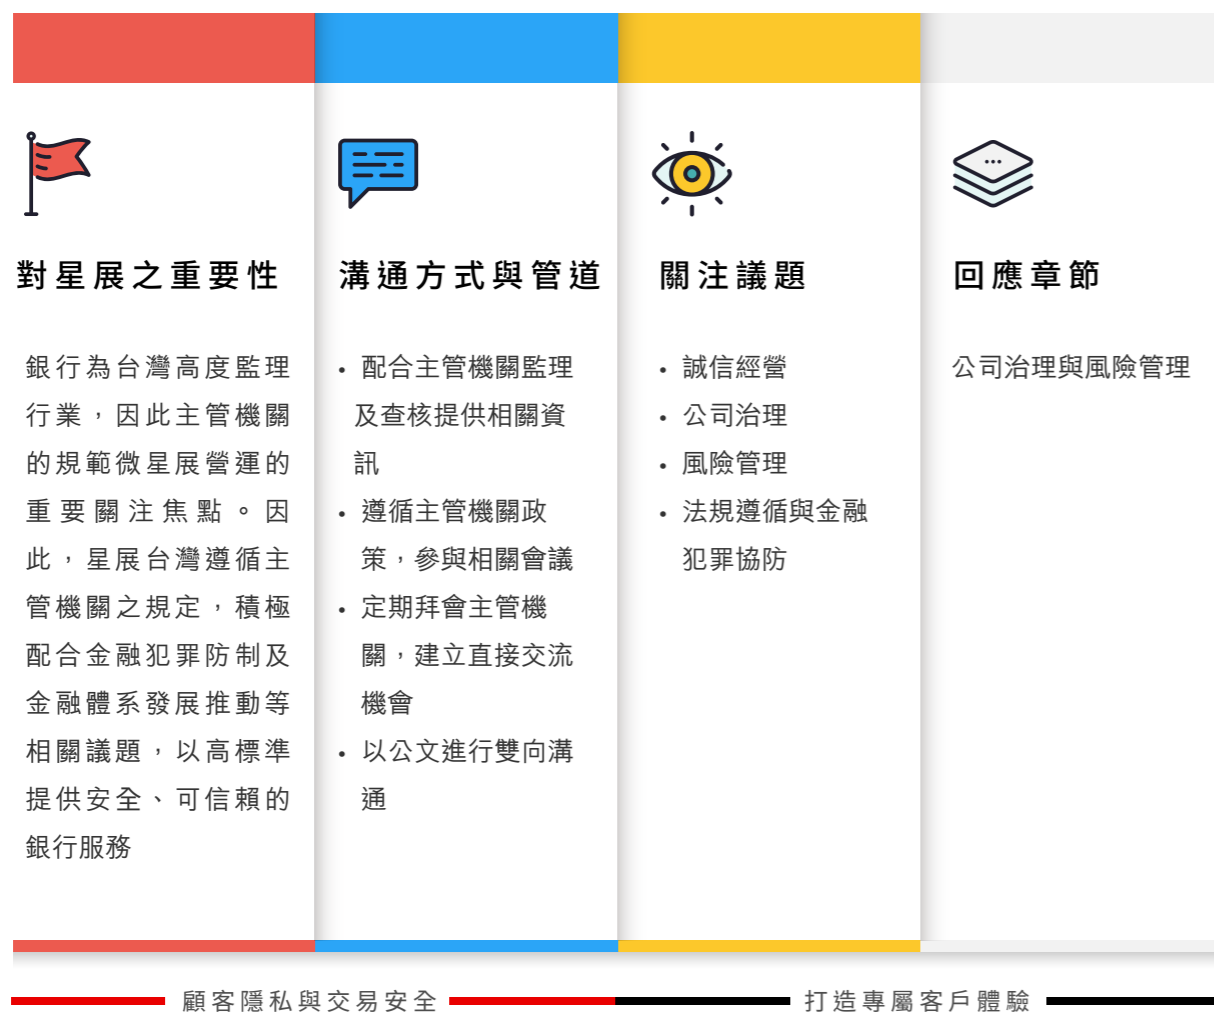 對星展之重要性
銀行為台灣高度監理
行業，因此主管機關
的規範微星展營運的
重要關注焦點。因
此，星展台灣遵循主
管機關之規定，積極
配合金融犯罪防制及
金融體系發展推動等
相關議題，以高標準
提供安全、可信賴的
銀行服務
溝通方式與管道
• 配合主管機關監理
及查核提供相關資
訊
• 遵循主管機關政
策，參與相關會議
• 定期拜會主管機
關，建立直接交流
機會
• 以公文進行雙向溝
通
關注議題
• 誠信經營
• 公司治理
• 風險管理
• 法規遵循與金融
犯罪協防
回應章節
公司治理與風險管理
顧客隱私與交易安全
打造專屬客戶體驗